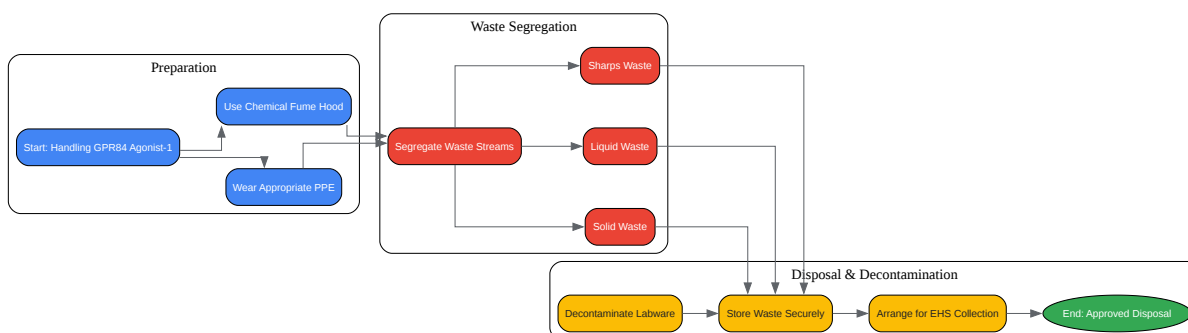 Waste Segregation
Preparation
Sharps Waste
Use Chemical Fume Hood
Start: Handling GPR84 Agonist-1
Segregate Waste Streams
Liquid Waste
Wear Appropriate PPE
Solid Waste
Disposal & Decontamination
Decontaminate Labware
Store Waste Securely
Arrange for EHS Collection
End: Approved Disposal